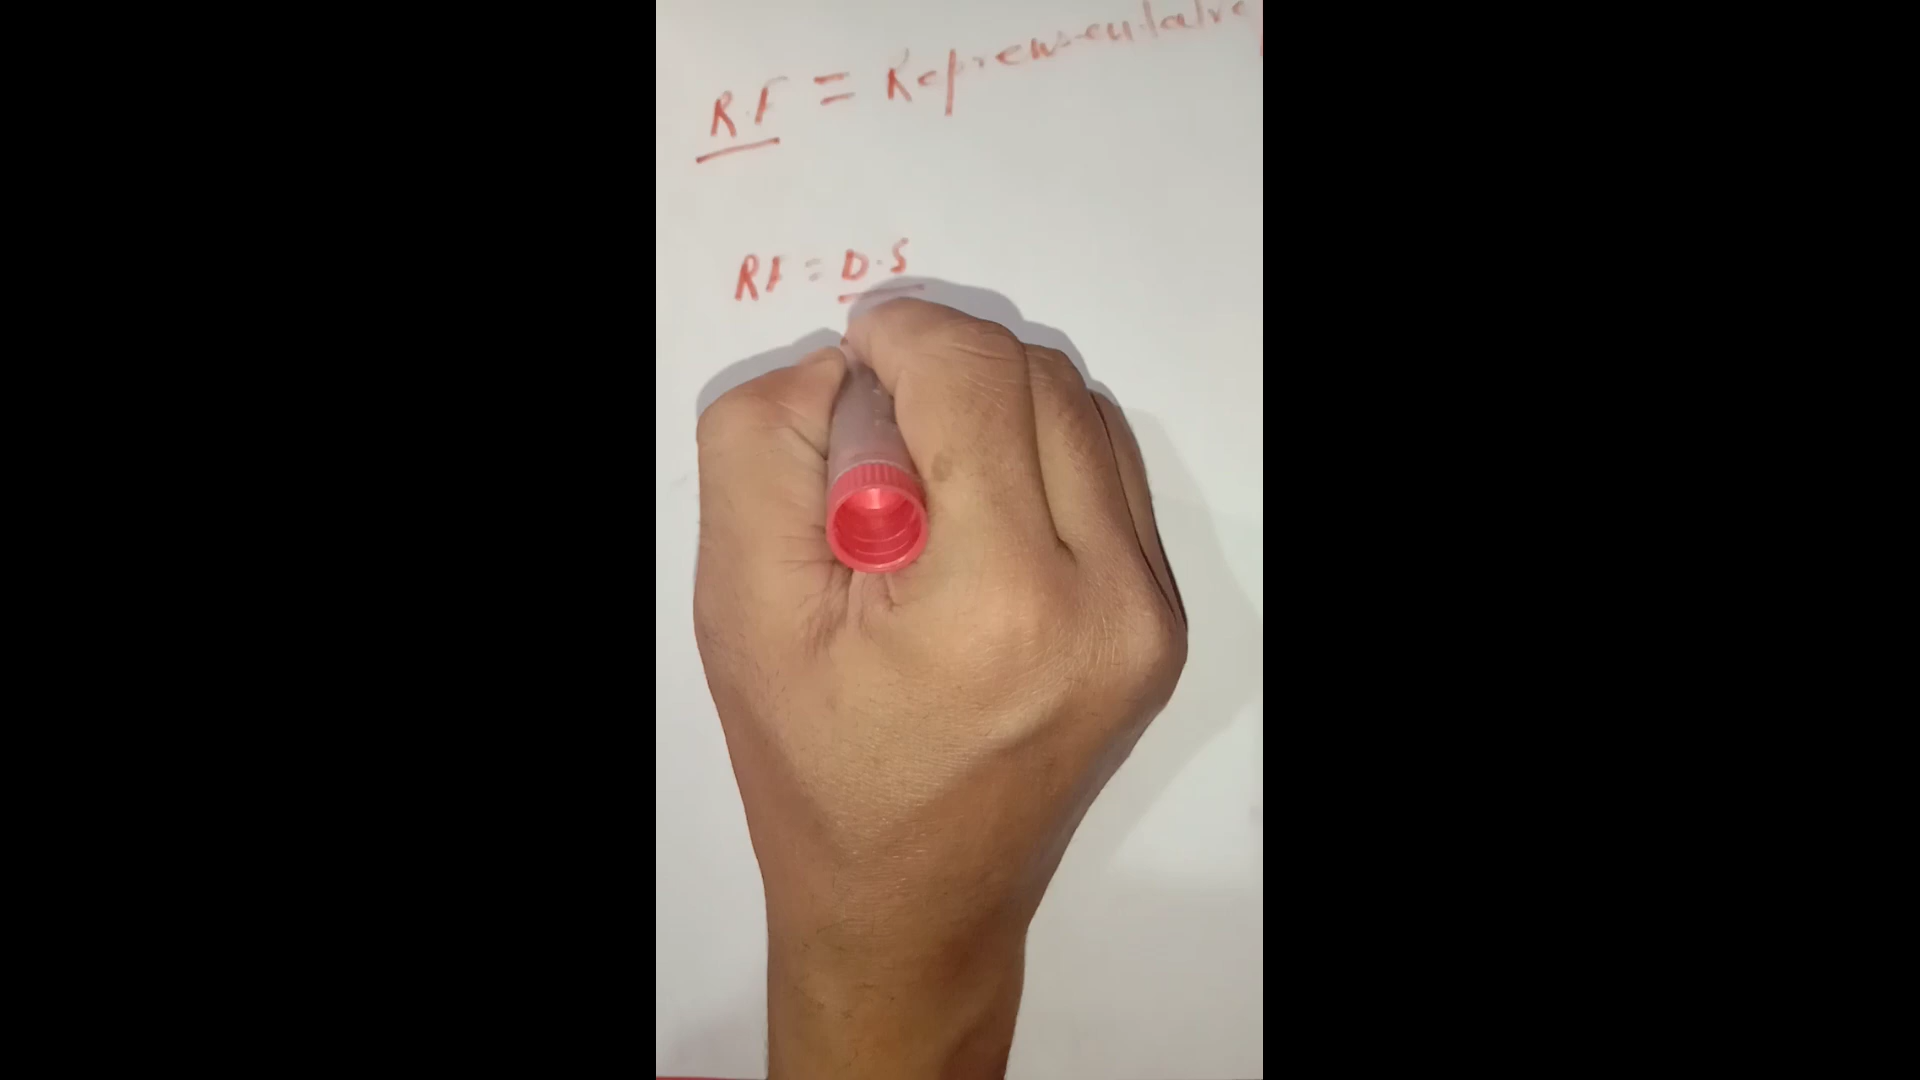 R.F = Representative
RF = D.S